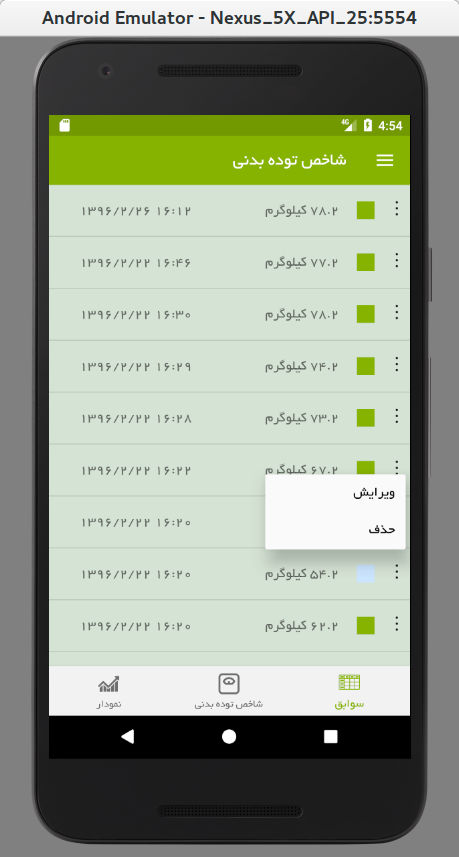 Android Emulator - Nexus_5X_API_25:5554
4G 4:54
شاخص توده بدنی
۷۸.۲ کیلوگرم ۱۳۹۶/۲/۲۶ ۱۶:۱۲
۷۷.۲ کیلوگرم ۱۳۹۶/۲/۲۲ ۱۶:۴۶
۷۸.۲ کیلوگرم ۱۳۹۶/۲/۲۲ ۱۶:۳۰
۷۴.۲ کیلوگرم ۱۳۹۶/۲/۲۲ ۱۶:۲۹
۷۳.۲ کیلوگرم ۱۳۹۶/۲/۲۲ ۱۶:۲۸
۶۷.۲ کیلوگرم ۱۳۹۶/۲/۲۲ ۱۶:۲۲
ویرایش
۱۳۹۶/۲/۲۲ ۱۶:۲۰
حذف
۵۴.۲ کیلوگرم ۱۳۹۶/۲/۲۲ ۱۶:۲۰
۶۲.۲ کیلوگرم ۱۳۹۶/۲/۲۲ ۱۶:۲۰
سوابق شاخص توده بدنی نمودار